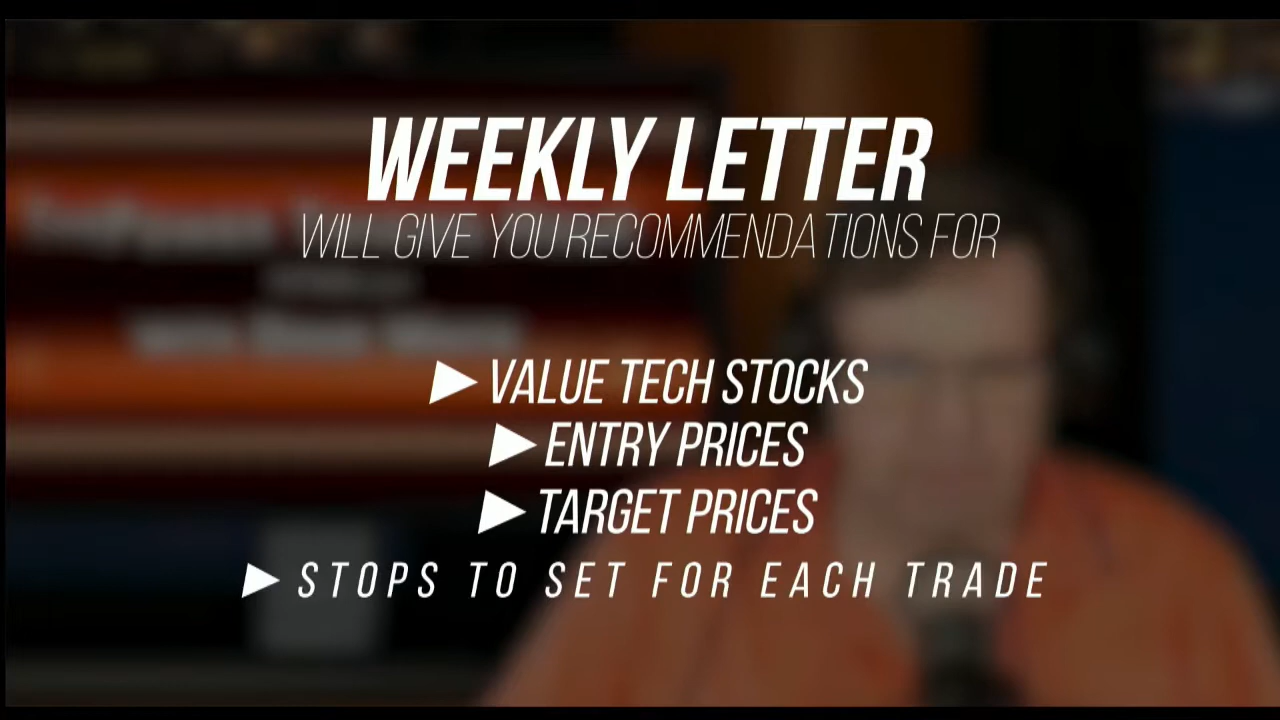 WEEKLY LETTER
WILL GIVE YOU RECOMMENDATIONS FOR
▶ VALUE TECH STOCKS
▶ ENTRY PRICES
▶ TARGET PRICES
▶ STOPS TO SET FOR EACH TRADE